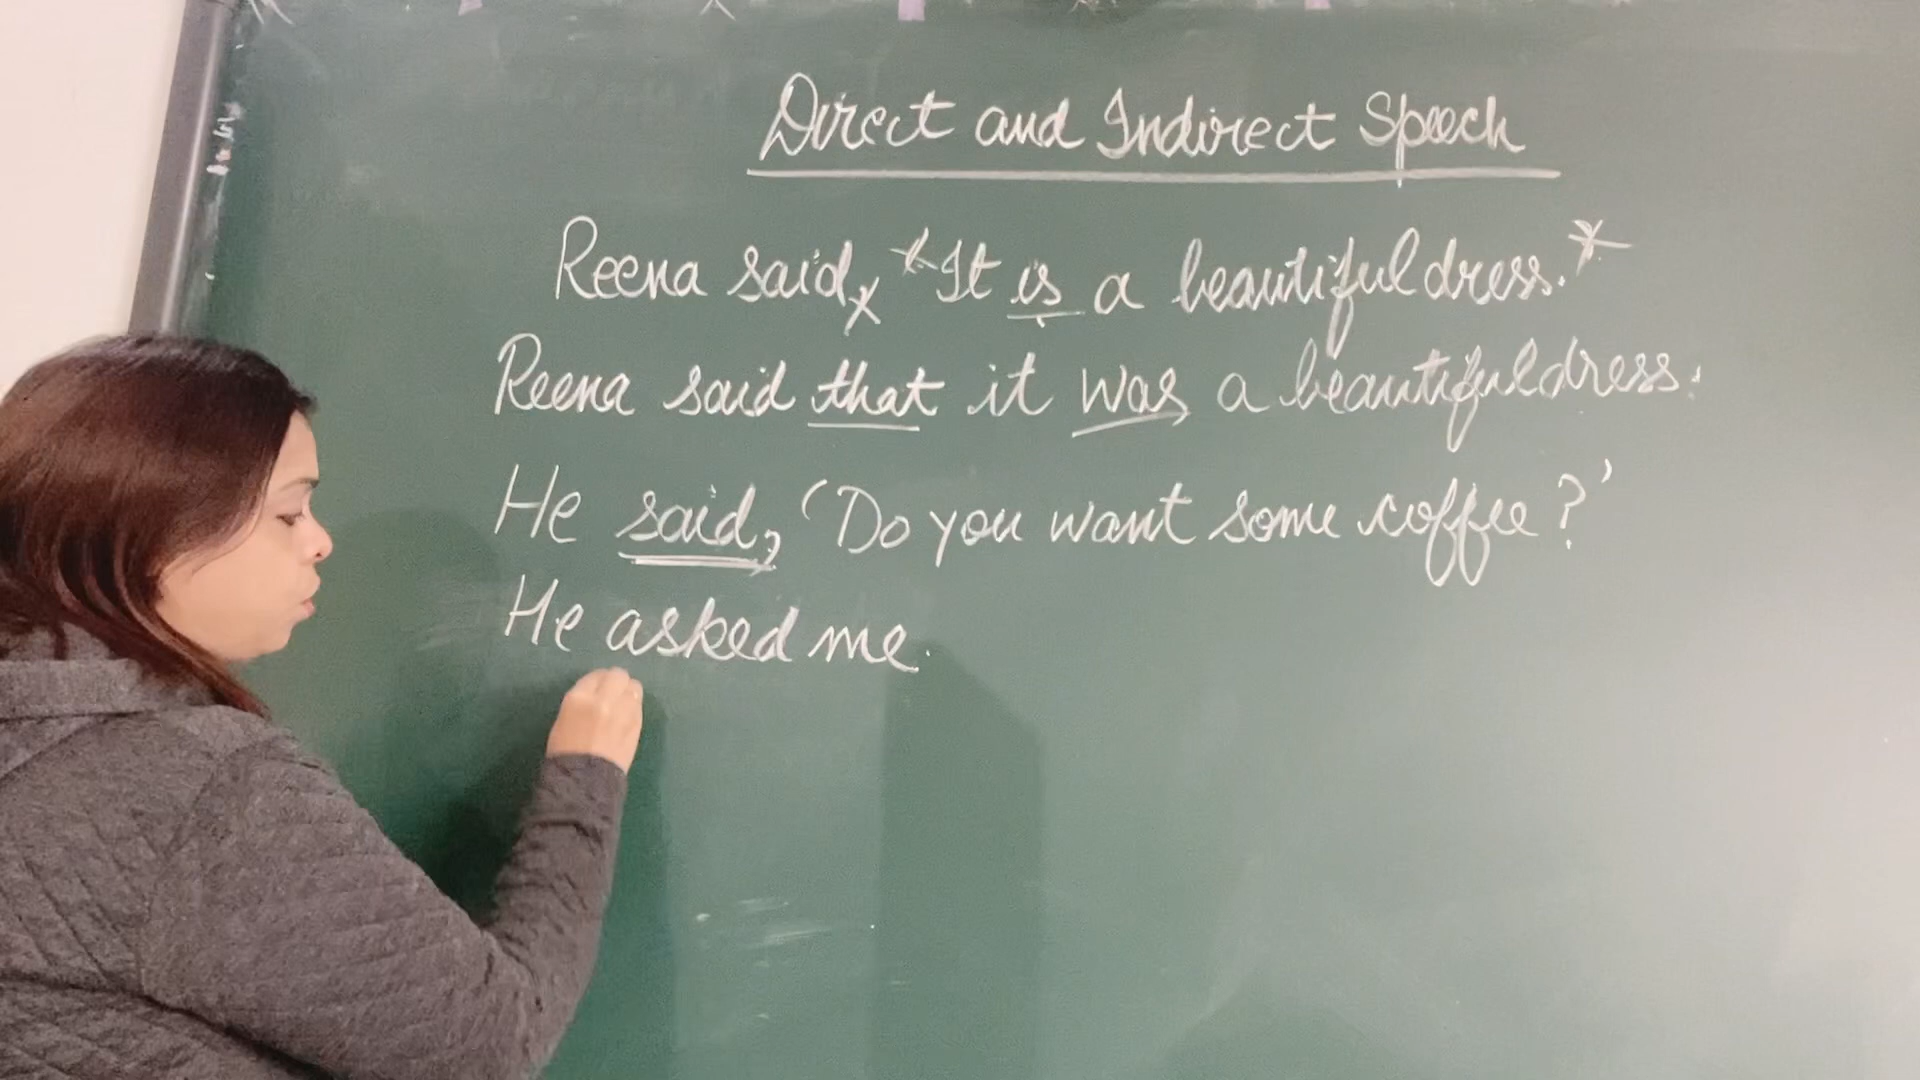 Direct and Indirect Speech
Reena said, "It is a beautiful dress."
Reena said that it was a beautiful dress.
He said, 'Do you want some coffee?'
He asked me